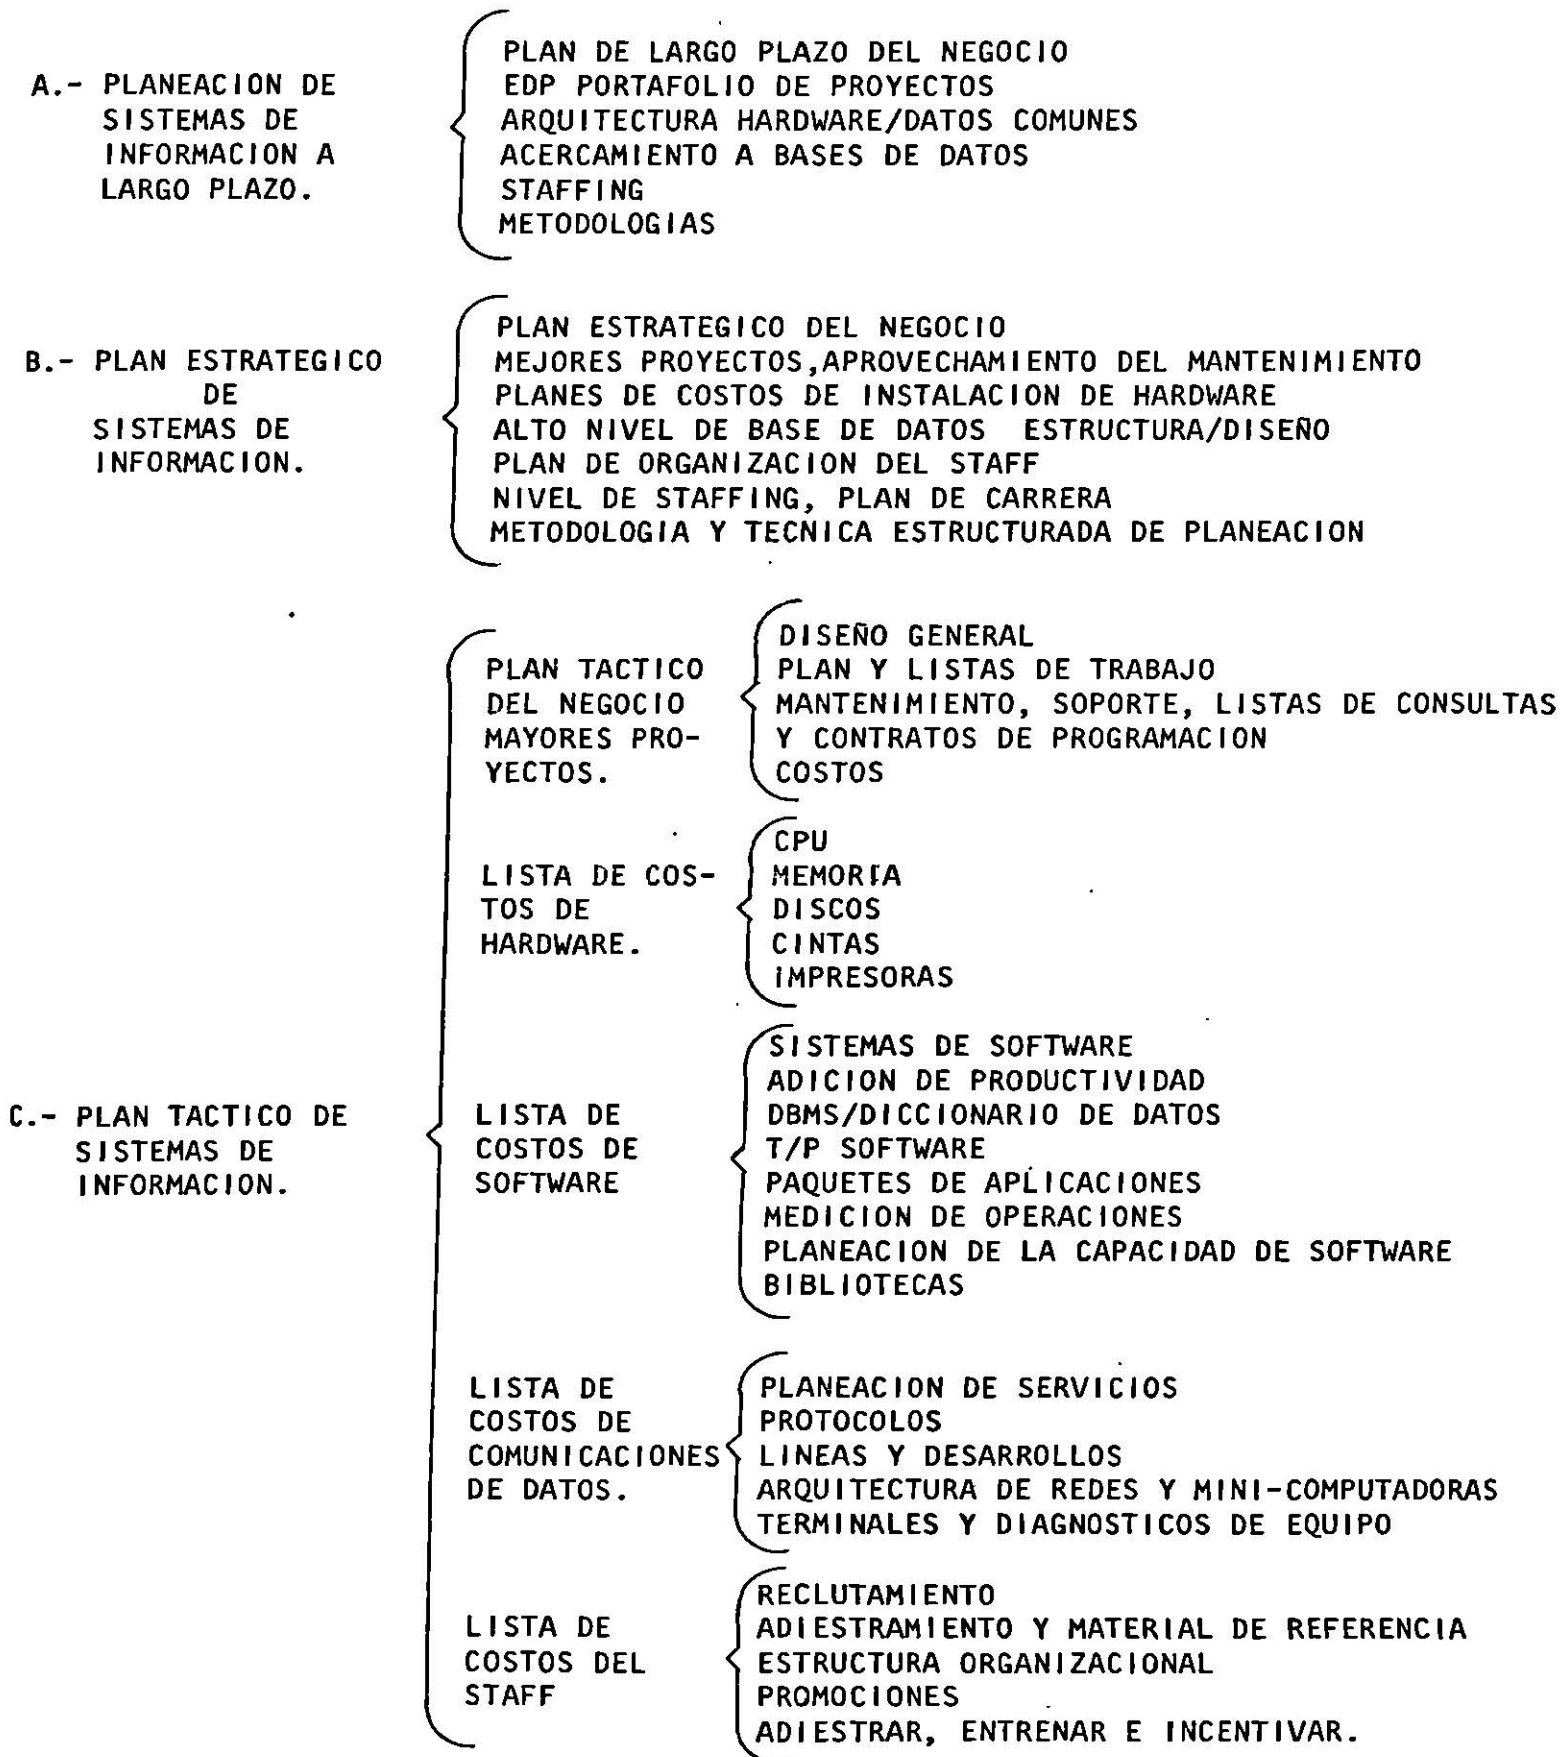 A.- PLANEACION DE
SISTEMAS DE
INFORMACION A
LARGO PLAZO.
PLAN DE LARGO PLAZO DEL NEGOCIO
EDP PORTAFOLIO DE PROYECTOS
ARQUITECTURA HARDWARE/DATOS COMUNES
ACERCAMIENTO A BASES DE DATOS
STAFFING
METODOLOGIAS
B.- PLAN ESTRATEGICO
DE
SISTEMAS DE
INFORMACION.
PLAN ESTRATEGICO DEL NEGOCIO
MEJORES PROYECTOS,APROVECHAMIENTO DEL MANTENIMIENTO
PLANES DE COSTOS DE INSTALACION DE HARDWARE
ALTO NIVEL DE BASE DE DATOS ESTRUCTURA/DISEÑO
PLAN DE ORGANIZACION DEL STAFF
NIVEL DE STAFFING, PLAN DE CARRERA
METODOLOGIA Y TECNICA ESTRUCTURADA DE PLANEACION
C.- PLAN TACTICO DE
SISTEMAS DE
INFORMACION.
PLAN TACTICO
DEL NEGOCIO
MAYORES PRO-
YECTOS.
DISEÑO GENERAL
PLAN Y LISTAS DE TRABAJO
MANTENIMIENTO, SOPORTE, LISTAS DE CONSULTAS
Y CONTRATOS DE PROGRAMACION
COSTOS
LISTA DE COS-
TOS DE
HARDWARE.
CPU
MEMORIA
DISCOS
CINTAS
IMPRESORAS
LISTA DE
COSTOS DE
SOFTWARE
SISTEMAS DE SOFTWARE
ADICION DE PRODUCTIVIDAD
DBMS/DICCIONARIO DE DATOS
T/P SOFTWARE
PAQUETES DE APLICACIONES
MEDICION DE OPERACIONES
PLANEACION DE LA CAPACIDAD DE SOFTWARE
BIBLIOTECAS
LISTA DE
COSTOS DE
COMUNICACIONES
DE DATOS.
PLANEACION DE SERVICIOS
PROTOCOLOS
LINEAS Y DESARROLLOS
ARQUITECTURA DE REDES Y MINI-COMPUTADORAS
TERMINALES Y DIAGNOSTICOS DE EQUIPO
LISTA DE
COSTOS DEL
STAFF
RECLUTAMIENTO
ADIESTRAMIENTO Y MATERIAL DE REFERENCIA
ESTRUCTURA ORGANIZACIONAL
PROMOCIONES
ADIESTRAR, ENTRENAR E INCENTIVAR.